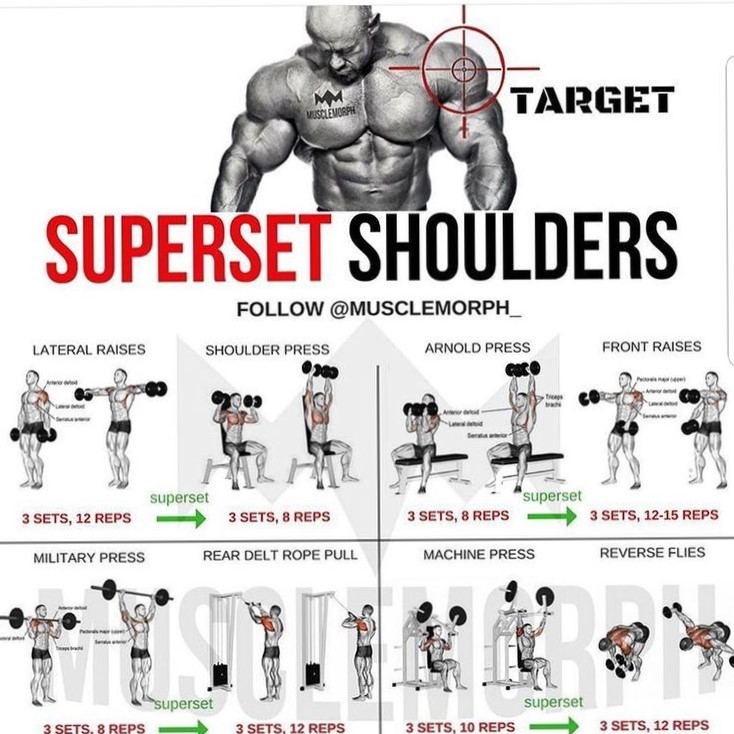 MUSCLEMORPH
TARGET
SUPERSET SHOULDERS
FOLLOW @MUSCLEMORPH_
LATERAL RAISES
Anterior deltoid
Lateral deltoid
Serratus anterior
3 SETS, 12 REPS
superset
SHOULDER PRESS
3 SETS, 8 REPS
ARNOLD PRESS
Anterior deltoid
Lateral deltoid
Serratus anterior
Triceps
brachii
3 SETS, 8 REPS
superset
FRONT RAISES
Pectoralis major (upper)
Anterior deltoid
Lateral deltoid
Serratus anterior
3 SETS, 12-15 REPS
MILITARY PRESS
Anterior deltoid
deltoid
Triceps brachii
Pectoralis major (upper)
Serratus anterior
3 SETS, 8 REPS
superset
REAR DELT ROPE PULL
3 SETS, 12 REPS
MACHINE PRESS
3 SETS, 10 REPS
superset
REVERSE FLIES
3 SETS, 12 REPS
MUSCLEMORPH